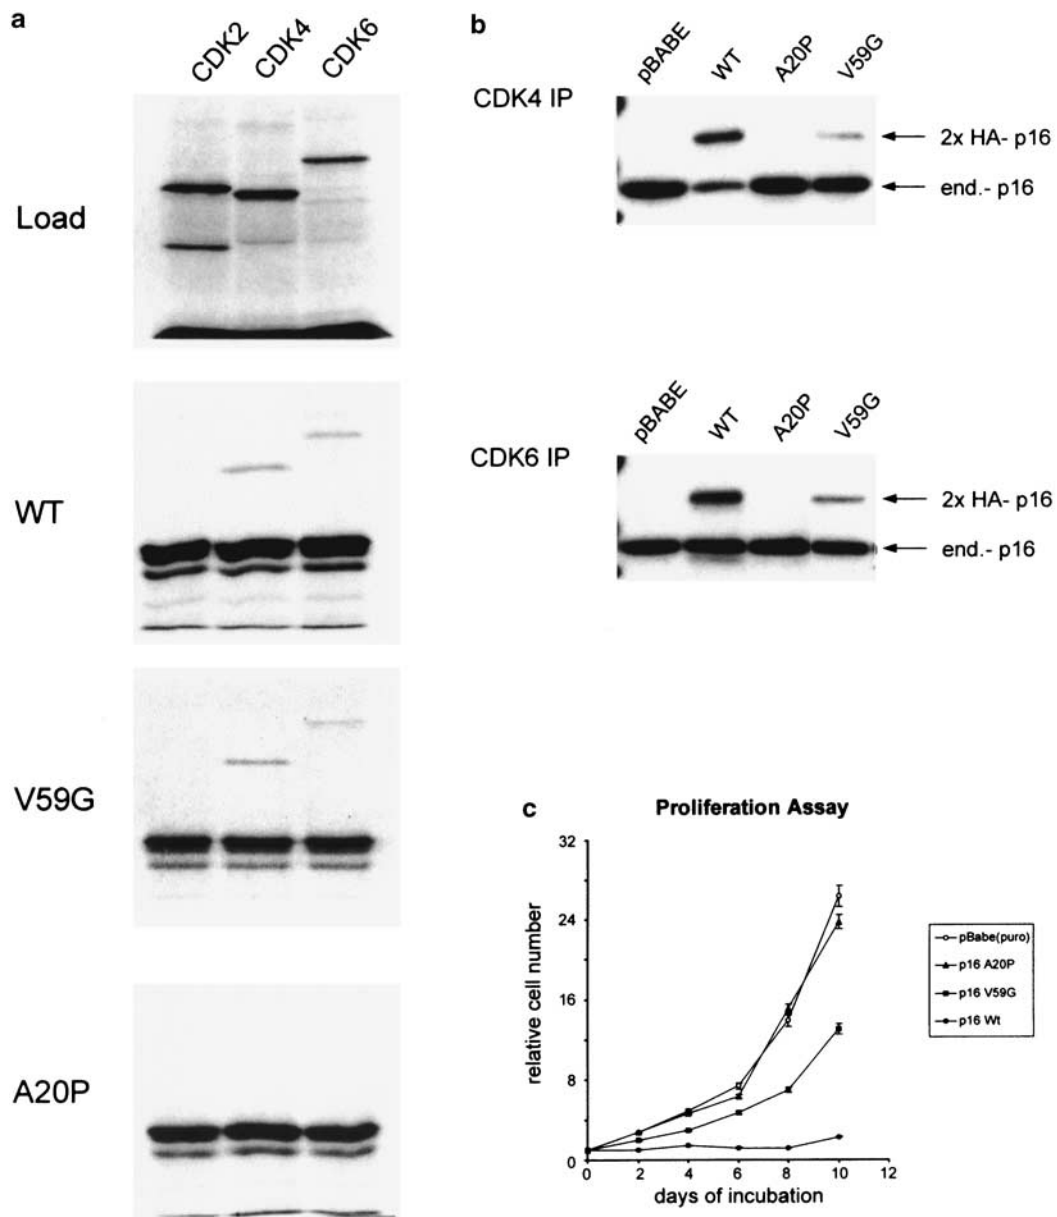 a
CDK2 CDK4 CDK6
Load
WT
V59G
A20P
b
pBABE WT A20P V59G
CDK4 IP
2x HA- p16
end.- p16
pBABE WT A20P V59G
CDK6 IP
2x HA- p16
end.- p16
c
Proliferation Assay
relative cell number
32
24
16
8
0
0 2 4 6 8 10 12
days of incubation
pBabe(puro)
p16 A20P
p16 V59G
p16 Wt